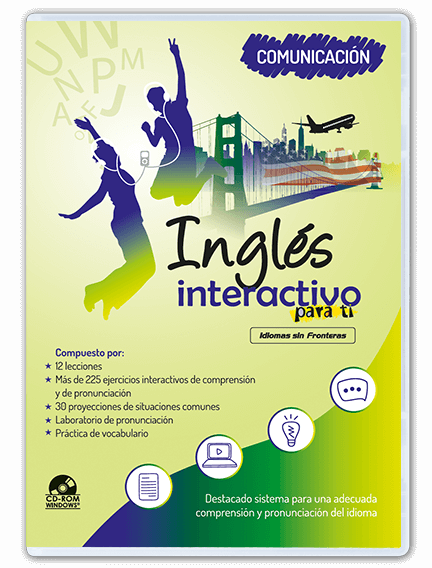 COMUNICACIÓN
U W
N P M
A F J
Inglés
interactivo
para ti
Idiomas sin Fronteras
Compuesto por:
★ 12 lecciones
★ Más de 225 ejercicios interactivos de comprensión
y de pronunciación
★ 30 proyecciones de situaciones comunes
★ Laboratorio de pronunciación
★ Práctica de vocabulario
CD-ROM
WINDOWS®
Destacado sistema para una adecuada
comprensión y pronunciación del idioma